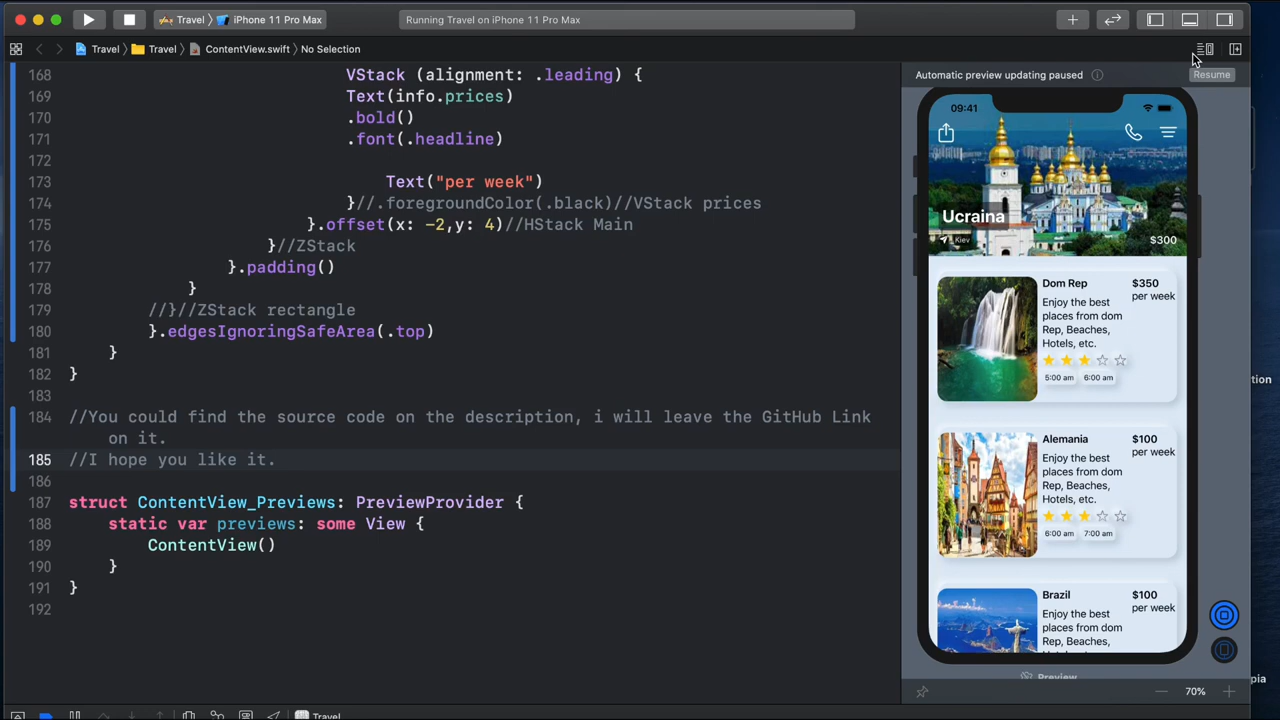 Travel 〉 iPhone 11 Pro Max
Running Travel on iPhone 11 Pro Max
Travel 〉 Travel 〉 ContentView.swift 〉 No Selection
168 VStack (alignment: .leading) {
169 Text(info.prices)
170 .bold()
171 .font(.headline)
172
173 Text("per week")
174 }//.foregroundColor(.black)//VStack prices
175 }.offset(x: -2,y: 4)//HStack Main
176 }//ZStack
177 }.padding()
178 }
179 //}//ZStack rectangle
180 }.edgesIgnoringSafeArea(.top)
181 }
182 }
183
184 //You could find the source code on the description, i will leave the GitHub Link
on it.
185 //I hope you like it.
186
187 struct ContentView_Previews: PreviewProvider {
188 static var previews: some View {
189 ContentView()
190 }
191 }
192
Travel
Automatic preview updating paused
Resume
09:41
Ucraina
Kiev $300
Dom Rep $350
per week
Enjoy the best
places from dom
Rep, Beaches,
Hotels, etc.
5:00 am 6:00 am
Alemania $100
per week
Enjoy the best
places from dom
Rep, Beaches,
Hotels, etc.
6:00 am 7:00 am
Brazil $100
per week
Enjoy the best
places from dom
Rep, Beaches,
Preview
70%